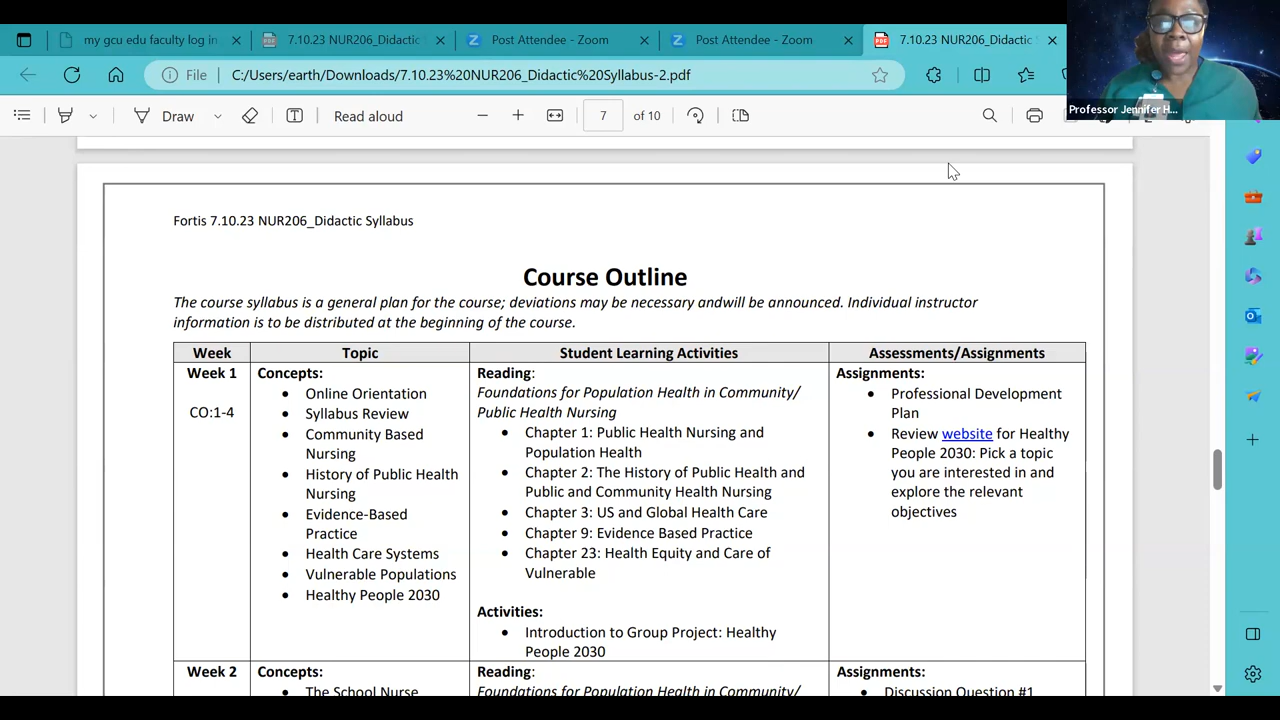 my gcu edu faculty log in
7.10.23 NUR206_Didactic
Post Attendee - Zoom
Post Attendee - Zoom
7.10.23 NUR206_Didactic
File
C:/Users/earth/Downloads/7.10.23%20NUR206_Didactic%20Syllabus-2.pdf
Draw
Read aloud
7
of 10
Professor Jennifer H...
Fortis 7.10.23 NUR206_Didactic Syllabus
Course Outline
The course syllabus is a general plan for the course; deviations may be necessary andwill be announced. Individual instructor
information is to be distributed at the beginning of the course.
Week
Topic
Student Learning Activities
Assessments/Assignments
Week 1
CO:1-4
Concepts:
• Online Orientation
• Syllabus Review
• Community Based
Nursing
• History of Public Health
Nursing
• Evidence-Based
Practice
• Health Care Systems
• Vulnerable Populations
• Healthy People 2030
Reading:
Foundations for Population Health in Community/
Public Health Nursing
• Chapter 1: Public Health Nursing and
Population Health
• Chapter 2: The History of Public Health and
Public and Community Health Nursing
• Chapter 3: US and Global Health Care
• Chapter 9: Evidence Based Practice
• Chapter 23: Health Equity and Care of
Vulnerable
Activities:
• Introduction to Group Project: Healthy
People 2030
Assignments:
• Professional Development
Plan
• Review website for Healthy
People 2030: Pick a topic
you are interested in and
explore the relevant
objectives
Week 2
Concepts:
• The School Nurse
Reading:
Foundations for Population Health in Community/
Assignments:
• Discussion Question #1